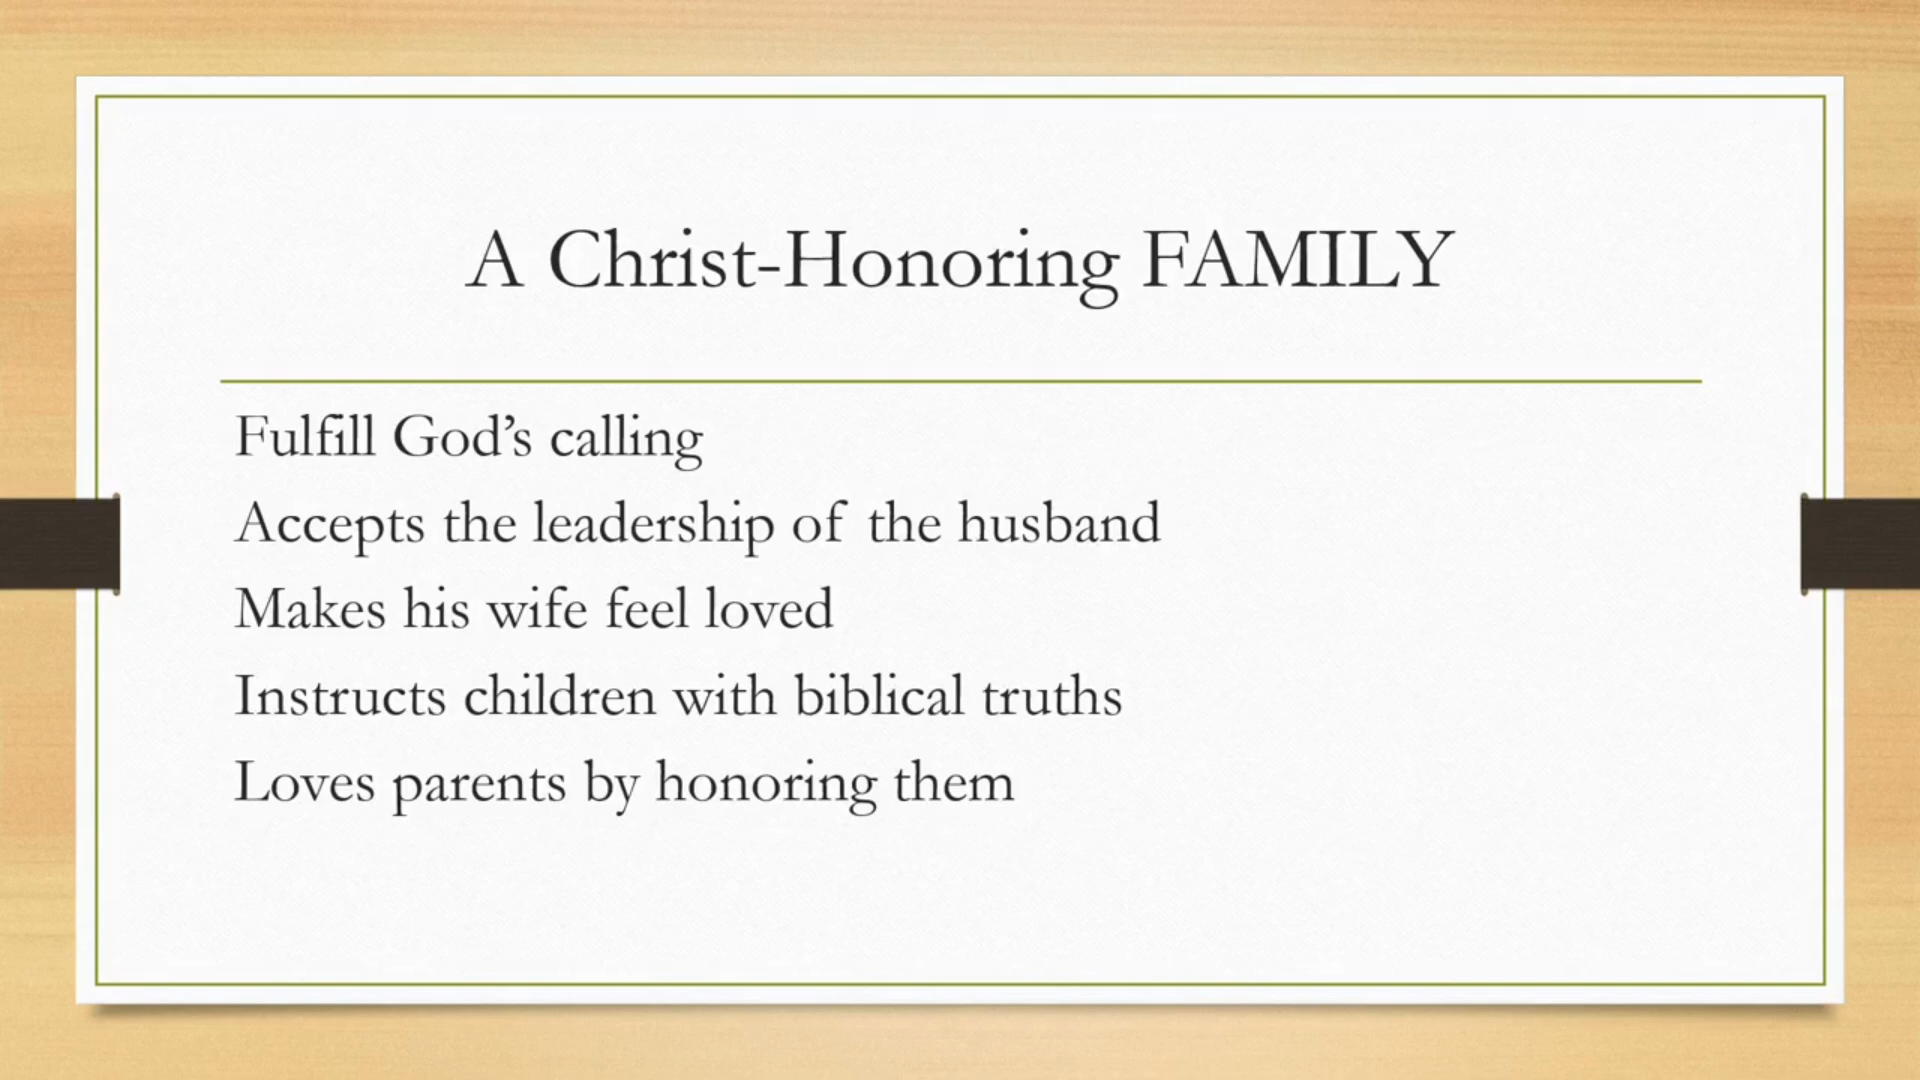 A Christ-Honoring FAMILY
Fulfill God’s calling
Accepts the leadership of the husband
Makes his wife feel loved
Instructs children with biblical truths
Loves parents by honoring them